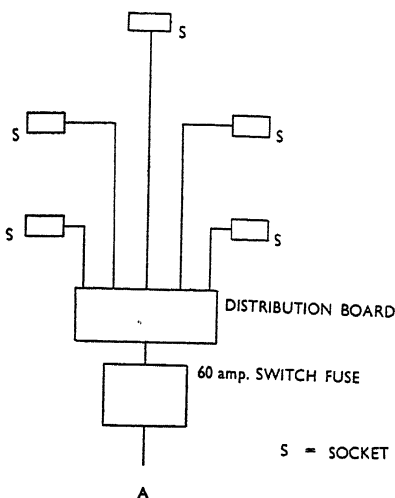 S
S
S
S
S
DISTRIBUTION BOARD
60 amp. SWITCH FUSE
S = SOCKET
A